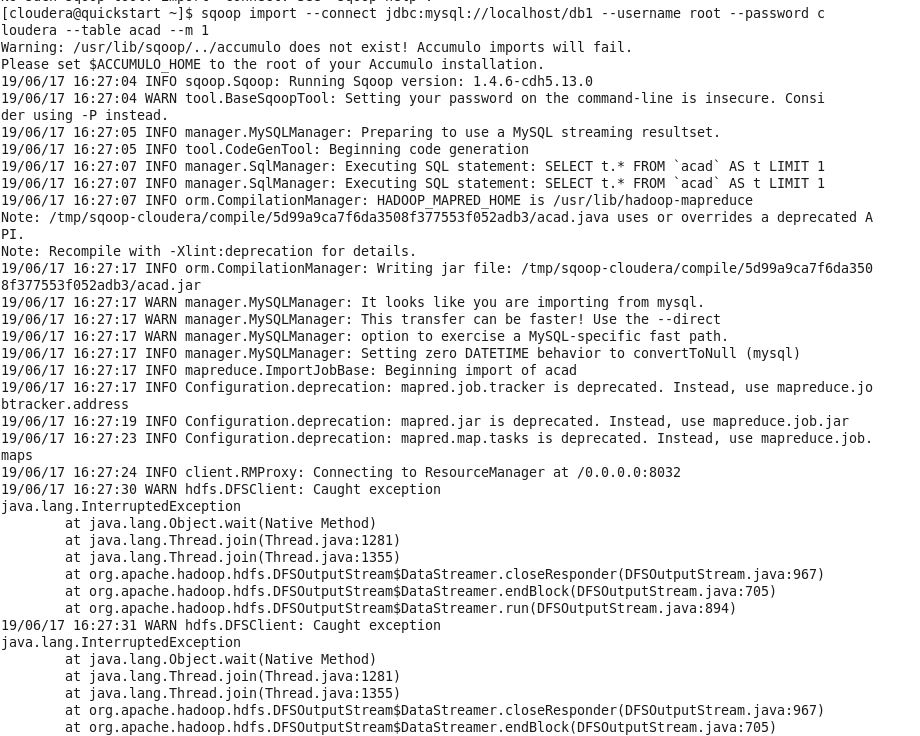 [cloudera@quickstart ~]$ sqoop import --connect jdbc:mysql://localhost/db1 --username root --password c
loudera --table acad --m 1
Warning: /usr/lib/sqoop/../accumulo does not exist! Accumulo imports will fail.
Please set $ACCUMULO_HOME to the root of your Accumulo installation.
19/06/17 16:27:04 INFO sqoop.Sqoop: Running Sqoop version: 1.4.6-cdh5.13.0
19/06/17 16:27:04 WARN tool.BaseSqoopTool: Setting your password on the command-line is insecure. Consi
der using -P instead.
19/06/17 16:27:05 INFO manager.MySQLManager: Preparing to use a MySQL streaming resultset.
19/06/17 16:27:05 INFO tool.CodeGenTool: Beginning code generation
19/06/17 16:27:07 INFO manager.SqlManager: Executing SQL statement: SELECT t.* FROM `acad` AS t LIMIT 1
19/06/17 16:27:07 INFO manager.SqlManager: Executing SQL statement: SELECT t.* FROM `acad` AS t LIMIT 1
19/06/17 16:27:07 INFO orm.CompilationManager: HADOOP_MAPRED_HOME is /usr/lib/hadoop-mapreduce
Note: /tmp/sqoop-cloudera/compile/5d99a9ca7f6da3508f377553f052adb3/acad.java uses or overrides a deprecated A
PI.
Note: Recompile with -Xlint:deprecation for details.
19/06/17 16:27:17 INFO orm.CompilationManager: Writing jar file: /tmp/sqoop-cloudera/compile/5d99a9ca7f6da350
8f377553f052adb3/acad.jar
19/06/17 16:27:17 WARN manager.MySQLManager: It looks like you are importing from mysql.
19/06/17 16:27:17 WARN manager.MySQLManager: This transfer can be faster! Use the --direct
19/06/17 16:27:17 WARN manager.MySQLManager: option to exercise a MySQL-specific fast path.
19/06/17 16:27:17 INFO manager.MySQLManager: Setting zero DATETIME behavior to convertToNull (mysql)
19/06/17 16:27:17 INFO mapreduce.ImportJobBase: Beginning import of acad
19/06/17 16:27:17 INFO Configuration.deprecation: mapred.job.tracker is deprecated. Instead, use mapreduce.jo
btracker.address
19/06/17 16:27:19 INFO Configuration.deprecation: mapred.jar is deprecated. Instead, use mapreduce.job.jar
19/06/17 16:27:23 INFO Configuration.deprecation: mapred.map.tasks is deprecated. Instead, use mapreduce.job.
maps
19/06/17 16:27:24 INFO client.RMProxy: Connecting to ResourceManager at /0.0.0.0:8032
19/06/17 16:27:30 WARN hdfs.DFSClient: Caught exception
java.lang.InterruptedException
at java.lang.Object.wait(Native Method)
at java.lang.Thread.join(Thread.java:1281)
at java.lang.Thread.join(Thread.java:1355)
at org.apache.hadoop.hdfs.DFSOutputStream$DataStreamer.closeResponder(DFSOutputStream.java:967)
at org.apache.hadoop.hdfs.DFSOutputStream$DataStreamer.endBlock(DFSOutputStream.java:705)
at org.apache.hadoop.hdfs.DFSOutputStream$DataStreamer.run(DFSOutputStream.java:894)
19/06/17 16:27:31 WARN hdfs.DFSClient: Caught exception
java.lang.InterruptedException
at java.lang.Object.wait(Native Method)
at java.lang.Thread.join(Thread.java:1281)
at java.lang.Thread.join(Thread.java:1355)
at org.apache.hadoop.hdfs.DFSOutputStream$DataStreamer.closeResponder(DFSOutputStream.java:967)
at org.apache.hadoop.hdfs.DFSOutputStream$DataStreamer.endBlock(DFSOutputStream.java:705)